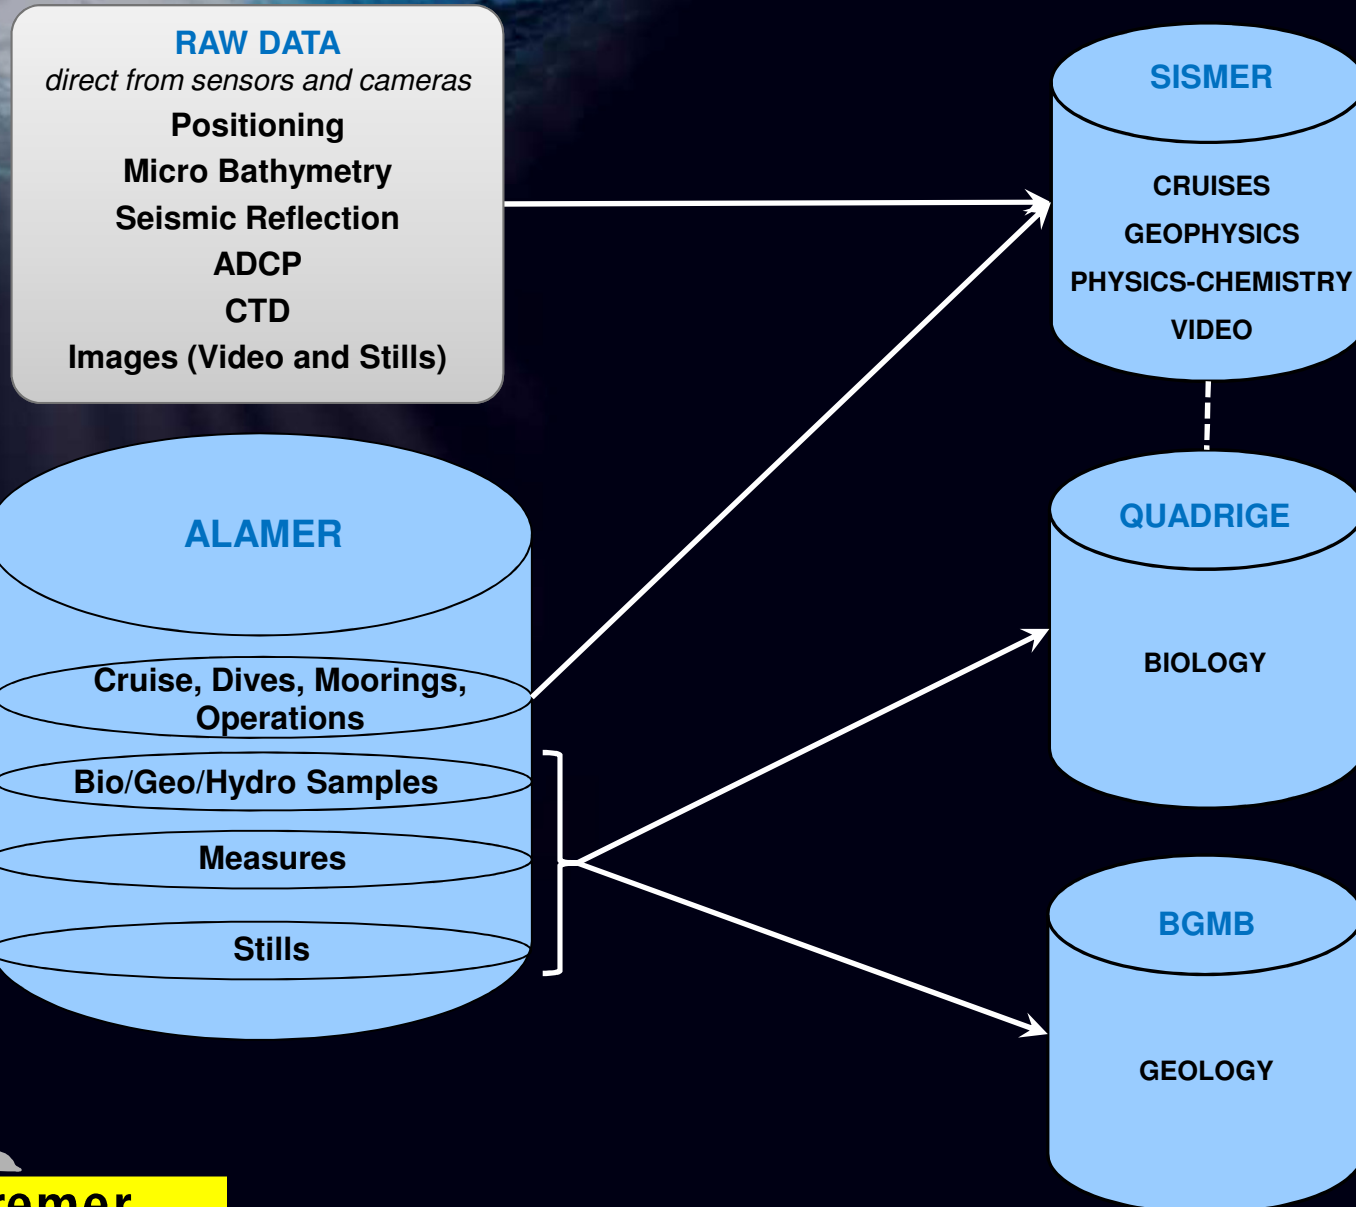 RAW DATA
direct from sensors and cameras
Positioning
Micro Bathymetry
Seismic Reflection
ADCP
CTD
Images (Video and Stills)
ALAMER
Cruise, Dives, Moorings,
Operations
Bio/Geo/Hydro Samples
Measures
Stills
SISMER
CRUISES
GEOPHYSICS
PHYSICS-CHEMISTRY
VIDEO
QUADRIGE
BIOLOGY
BGMB
GEOLOGY